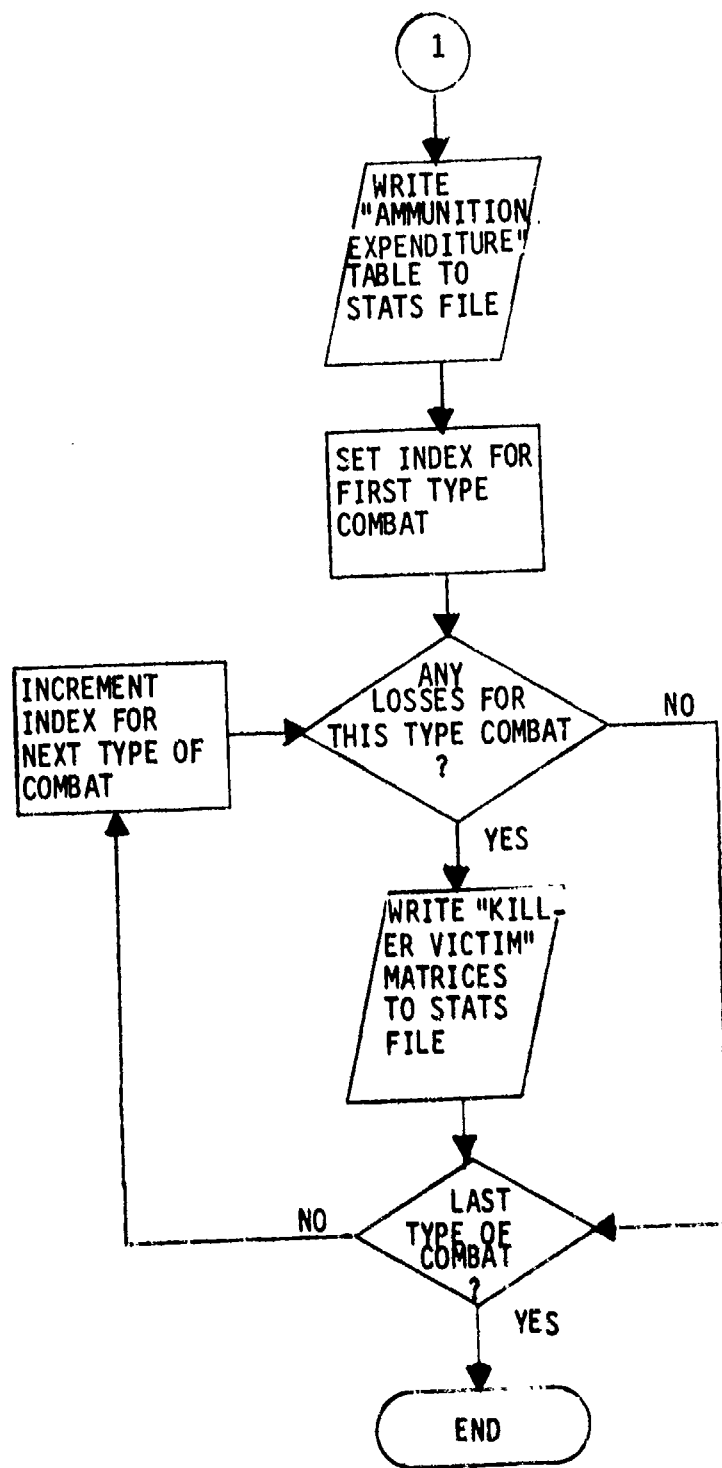 1
WRITE
"AMMUNITION
EXPENDITURE"
TABLE TO
STATS FILE
SET INDEX FOR
FIRST TYPE
COMBAT
INCREMENT
INDEX FOR
NEXT TYPE OF
COMBAT
ANY
LOSSES FOR
THIS TYPE COMBAT
?
NO
YES
WRITE "KILL-
ER VICTIM"
MATRICES
TO STATS
FILE
NO
LAST
TYPE OF
COMBAT
?
YES
END